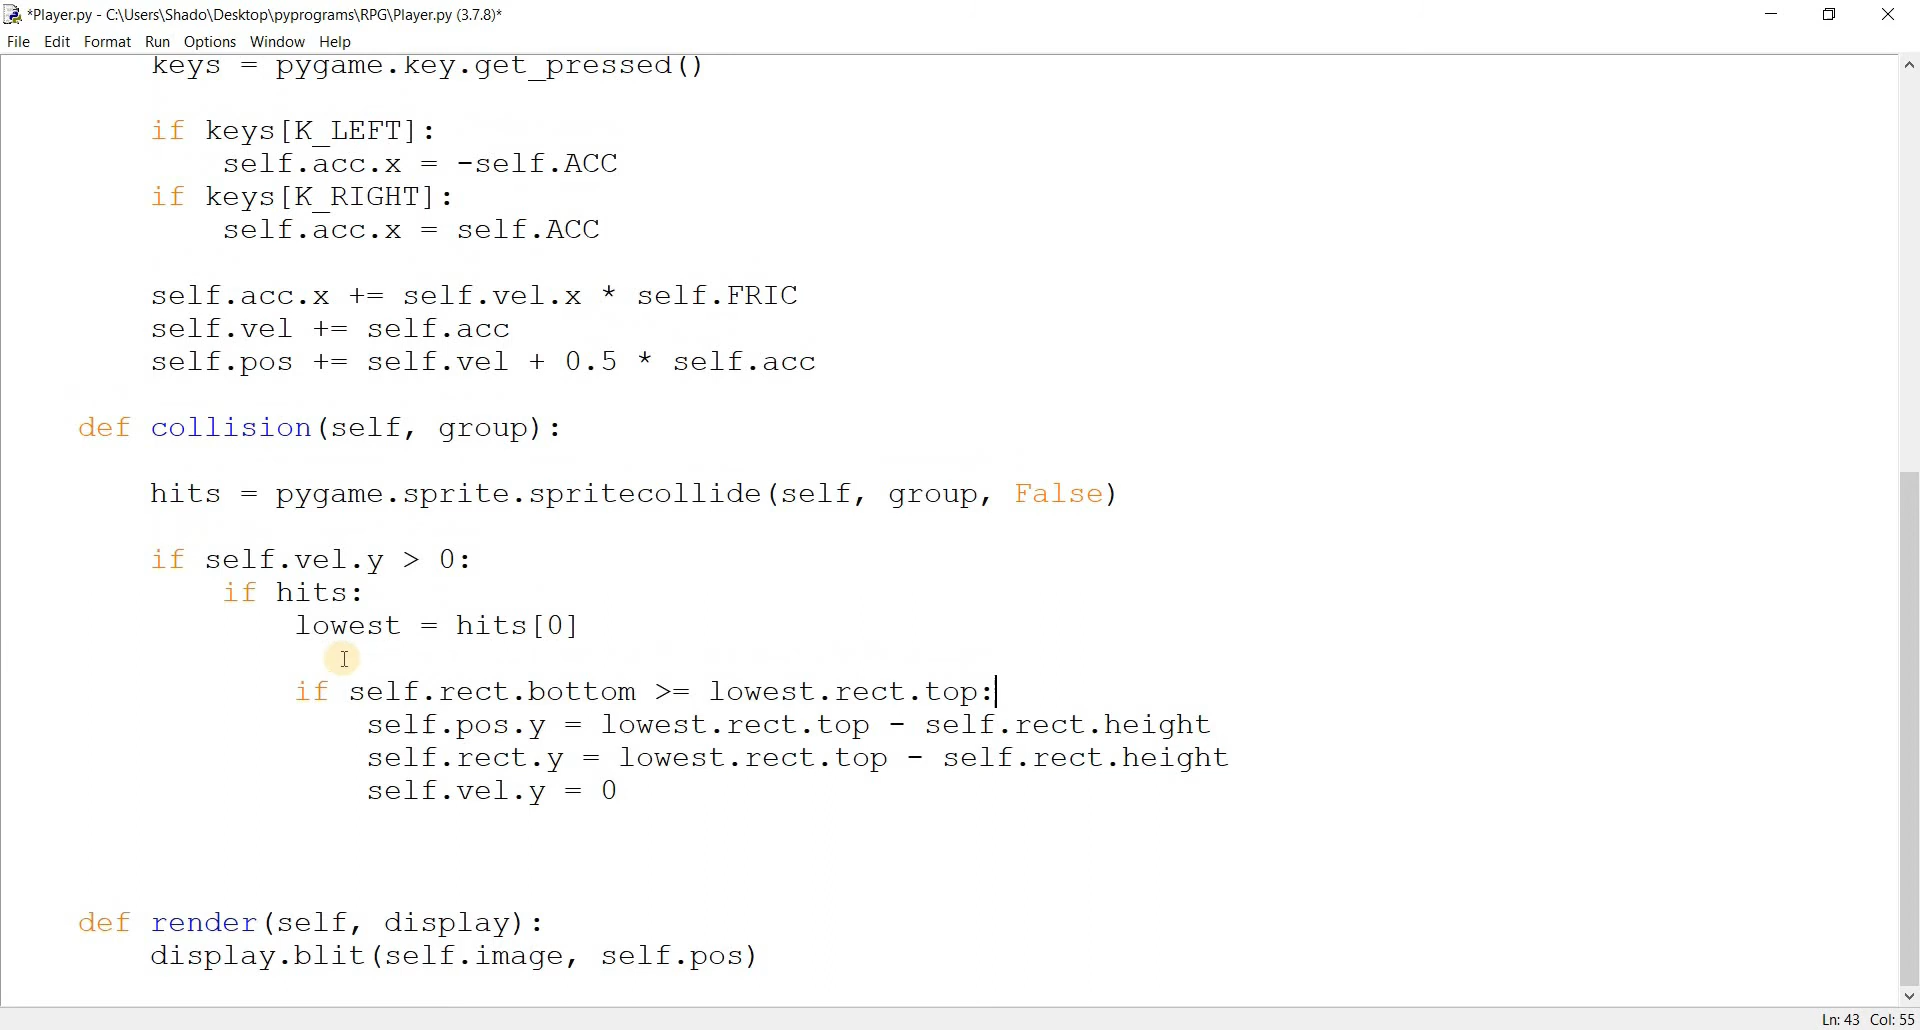 *Player.py - C:\Users\Shado\Desktop\pyprograms\RPG\Player.py (3.7.8)*
File Edit Format Run Options Window Help
keys = pygame.key.get_pressed()
if keys[K_LEFT]:
self.acc.x = -self.ACC
if keys[K_RIGHT]:
self.acc.x = self.ACC
self.acc.x += self.vel.x * self.FRIC
self.vel += self.acc
self.pos += self.vel + 0.5 * self.acc
def collision(self, group):
hits = pygame.sprite.spritecollide(self, group, False)
if self.vel.y > 0:
if hits:
lowest = hits[0]
if self.rect.bottom >= lowest.rect.top:
self.pos.y = lowest.rect.top - self.rect.height
self.rect.y = lowest.rect.top - self.rect.height
self.vel.y = 0
def render(self, display):
display.blit(self.image, self.pos)
Ln: 43 Col: 55